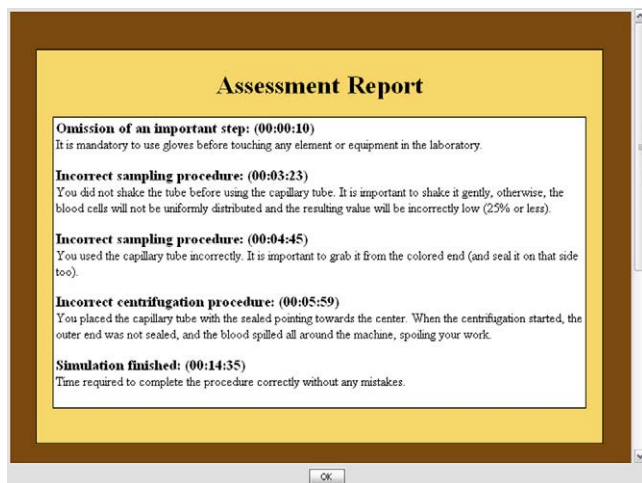 Assessment Report
Omission of an important step: (00:00:10)
It is mandatory to use gloves before touching any element or equipment in the laboratory.
Incorrect sampling procedure: (00:03:23)
You did not shake the tube before using the capillary tube. It is important to shake it gently, otherwise, the
blood cells will not be uniformly distributed and the resulting value will be incorrectly low (25% or less).
Incorrect sampling procedure: (00:04:45)
You used the capillary tube incorrectly. It is important to grab it from the colored end (and seal it on that side
too).
Incorrect centrifugation procedure: (00:05:59)
You placed the capillary tube with the sealed pointing towards the center. When the centrifugation started, the
outer end was not sealed, and the blood spilled all around the machine, spoiling your work.
Simulation finished: (00:14:35)
Time required to complete the procedure correctly without any mistakes.
OK